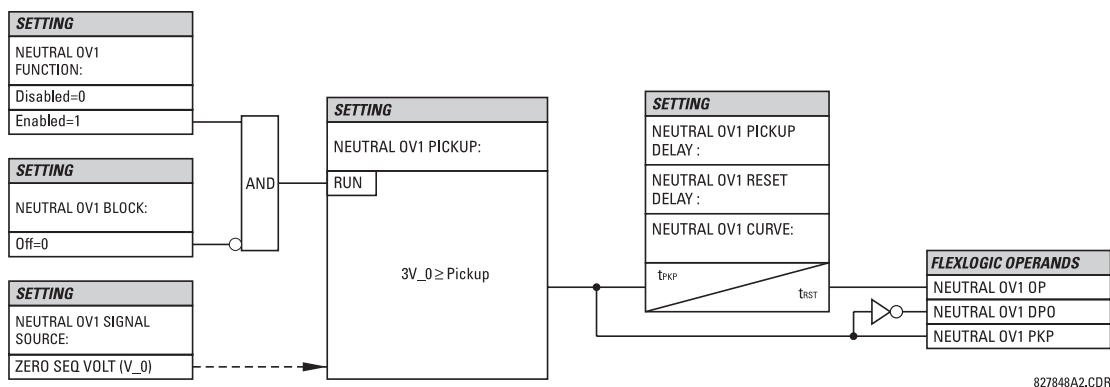 SETTING
NEUTRAL OV1
FUNCTION:
Disabled=0
Enabled=1
SETTING
NEUTRAL OV1 BLOCK:
Off=0
SETTING
NEUTRAL OV1 SIGNAL
SOURCE:
ZERO SEQ VOLT (V_0)
AND
SETTING
NEUTRAL OV1 PICKUP:
RUN
3V_0 ≥ Pickup
SETTING
NEUTRAL OV1 PICKUP
DELAY :
NEUTRAL OV1 RESET
DELAY :
NEUTRAL OV1 CURVE:
tPKP
tRST
FLEXLOGIC OPERANDS
NEUTRAL OV1 OP
NEUTRAL OV1 DPO
NEUTRAL OV1 PKP
827848A2.CDR